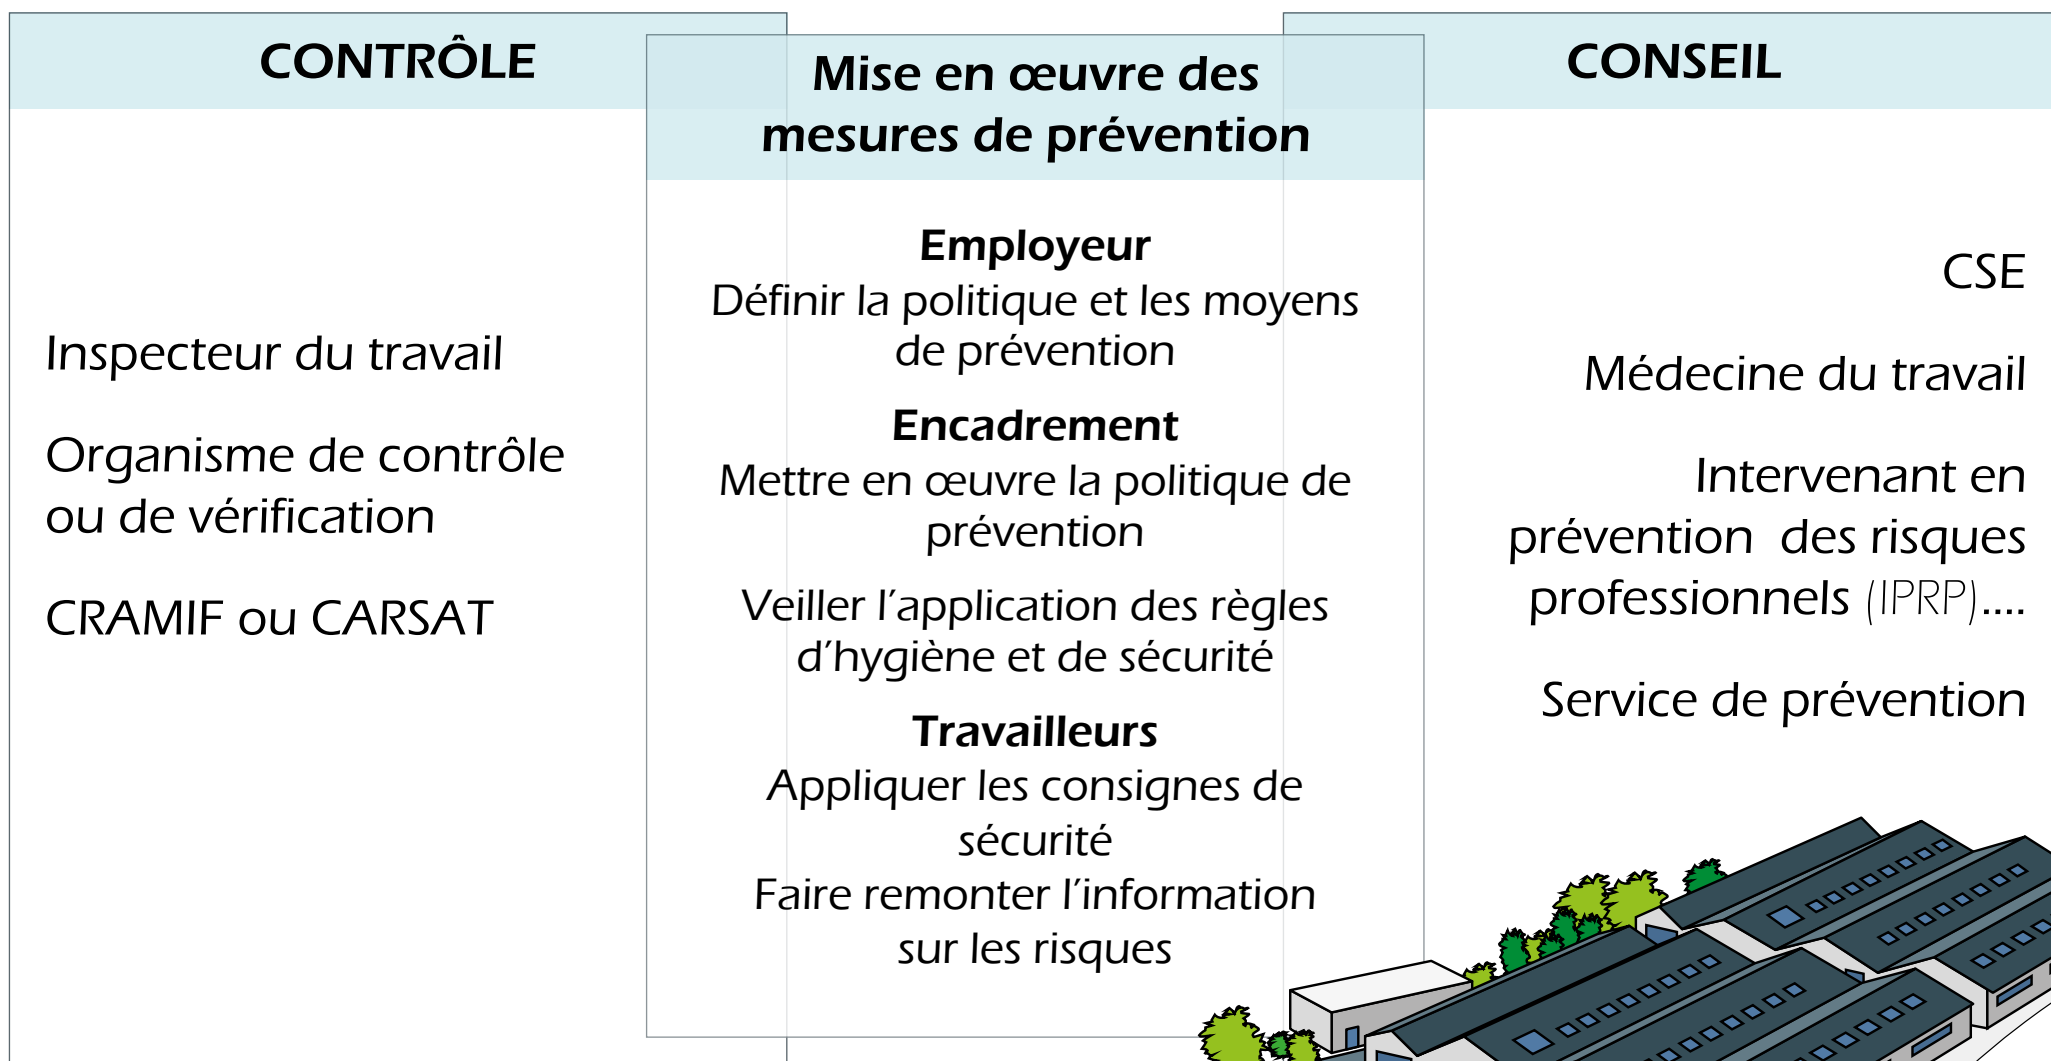 CONTRÔLE
Inspecteur du travail
Organisme de contrôle
ou de vérification
CRAMIF ou CARSAT
Mise en œuvre des
mesures de prévention
Employeur
Définir la politique et les moyens
de prévention
Encadrement
Mettre en œuvre la politique de
prévention
Veiller l’application des règles
d’hygiène et de sécurité
Travailleurs
Appliquer les consignes de
sécurité
Faire remonter l’information
sur les risques
CONSEIL
CSE
Médecine du travail
Intervenant en
prévention des risques
professionnels (IPRP)....
Service de prévention